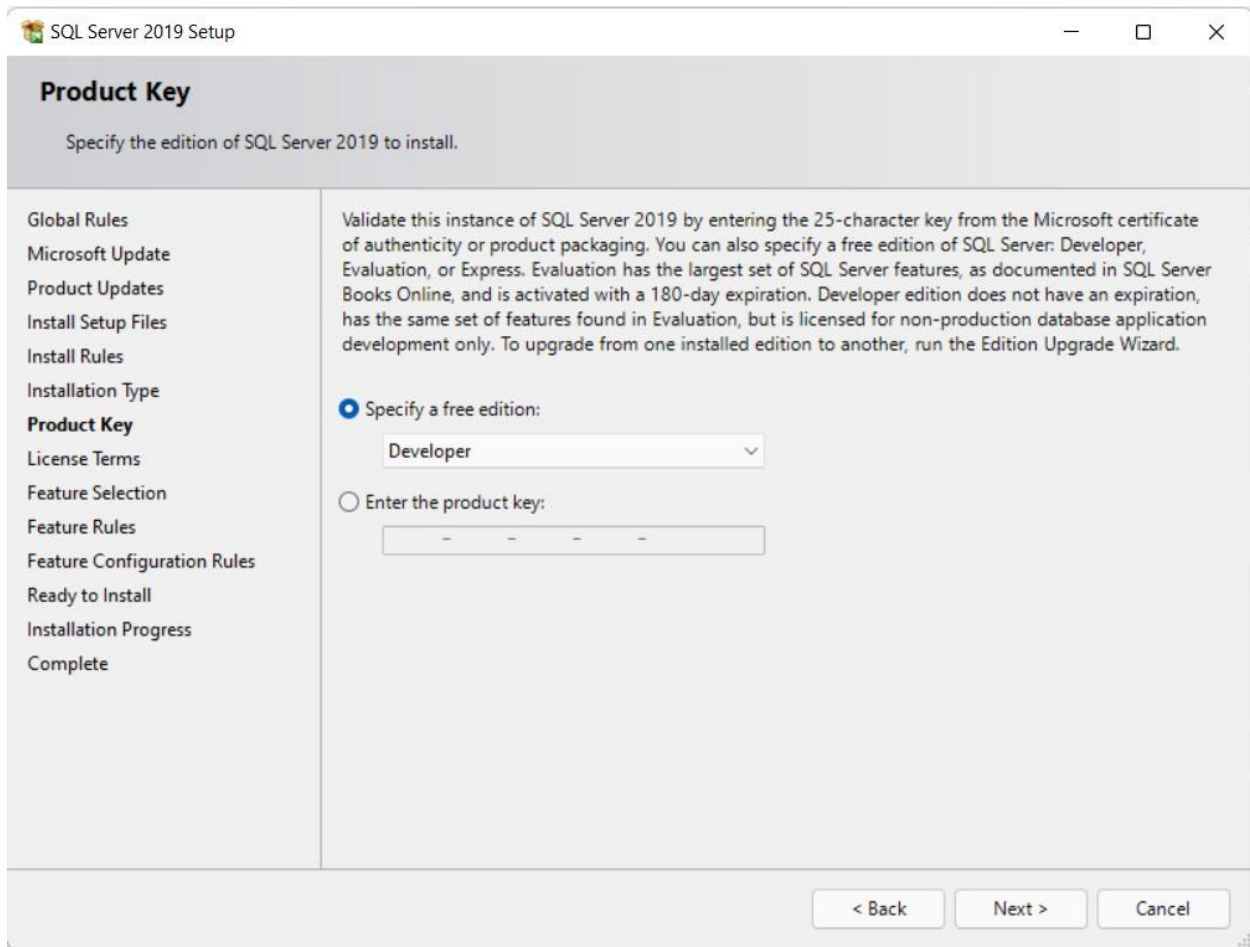 SQL Server 2019 Setup
Product Key
Specify the edition of SQL Server 2019 to install.
Global Rules
Microsoft Update
Product Updates
Install Setup Files
Install Rules
Installation Type
Product Key
License Terms
Feature Selection
Feature Rules
Feature Configuration Rules
Ready to Install
Installation Progress
Complete
Validate this instance of SQL Server 2019 by entering the 25-character key from the Microsoft certificate
of authenticity or product packaging. You can also specify a free edition of SQL Server: Developer,
Evaluation, or Express. Evaluation has the largest set of SQL Server features, as documented in SQL Server
Books Online, and is activated with a 180-day expiration. Developer edition does not have an expiration,
has the same set of features found in Evaluation, but is licensed for non-production database application
development only. To upgrade from one installed edition to another, run the Edition Upgrade Wizard.
Specify a free edition:
Developer
Enter the product key:
- - - -
< Back Next > Cancel